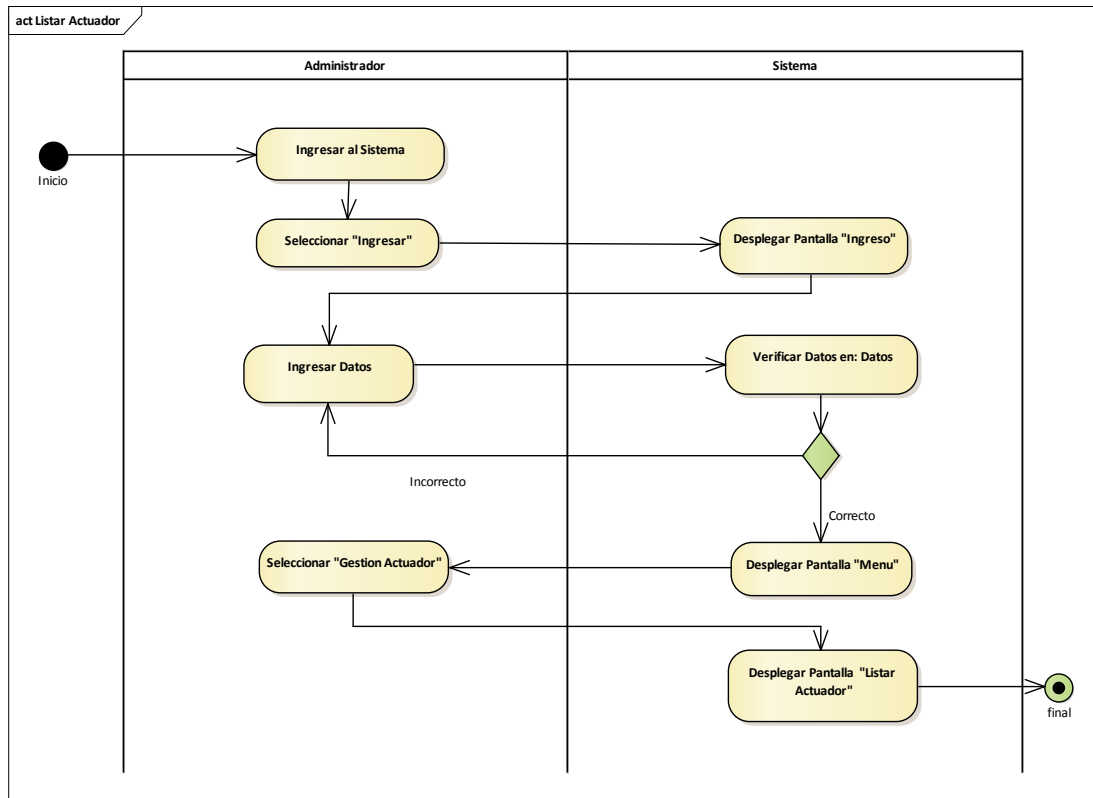 act Listar Actuador
Administrador
Sistema
Ingresar al Sistema
Inicio
Seleccionar "Ingresar"
Desplegar Pantalla "Ingreso"
Ingresar Datos
Verificar Datos en: Datos
Incorrecto
Correcto
Seleccionar "Gestion Actuador"
Desplegar Pantalla "Menu"
Desplegar Pantalla  "Listar
Actuador"
final